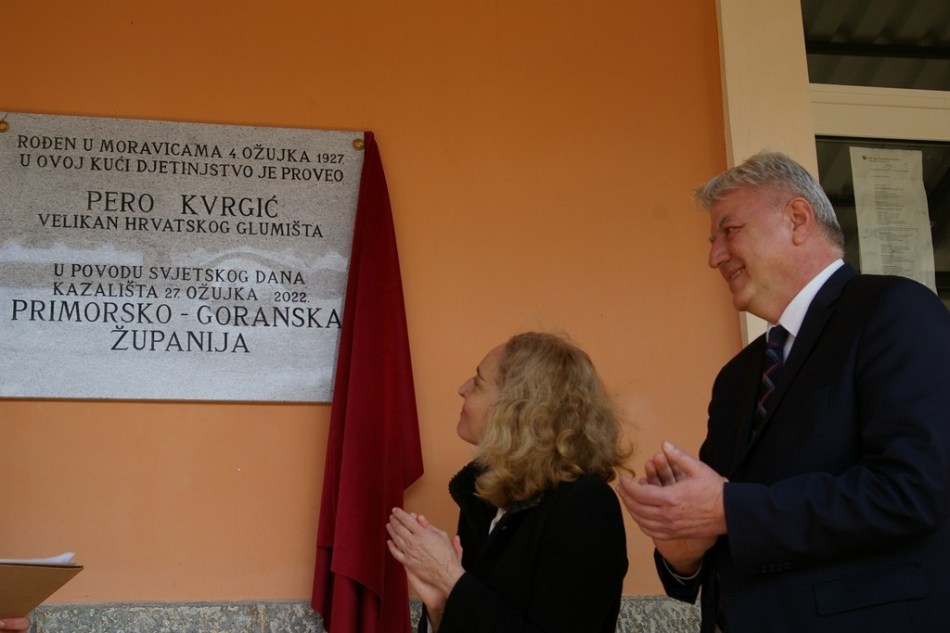 ROĐEN U MORAVICAMA 4. OŽUJKA 1927.
U OVOJ KUĆI DJETINJSTVO JE PROVEO
PERO KVRGIĆ
VELIKAN HRVATSKOG GLUMIŠTA
U POVODU SVJETSKOG DANA
KAZALIŠTA 27. OŽUJKA 2022.
PRIMORSKO - GORANSKA
ŽUPANIJA